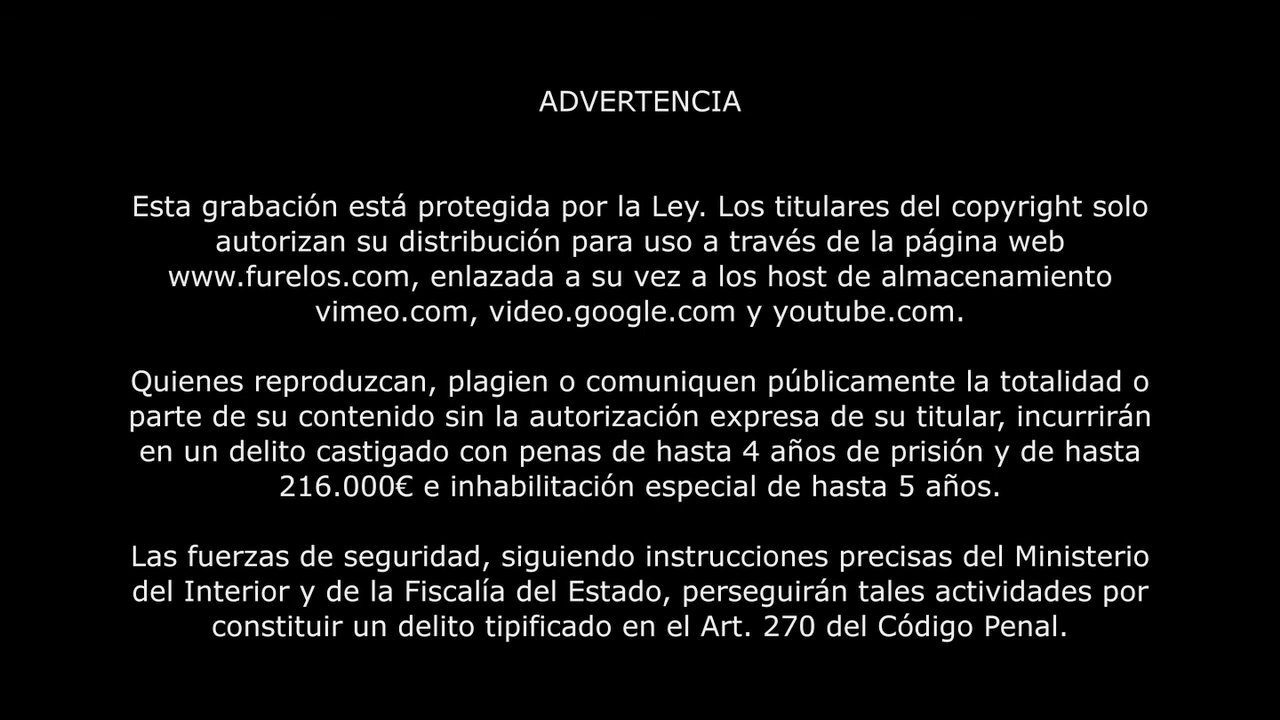 ADVERTENCIA
Esta grabación está protegida por la Ley. Los titulares del copyright solo
autorizan su distribución para uso a través de la página web
www.furelos.com, enlazada a su vez a los host de almacenamiento
vimeo.com, video.google.com y youtube.com.
Quienes reproduzcan, plagien o comuniquen públicamente la totalidad o
parte de su contenido sin la autorización expresa de su titular, incurrirán
en un delito castigado con penas de hasta 4 años de prisión y de hasta
216.000€ e inhabilitación especial de hasta 5 años.
Las fuerzas de seguridad, siguiendo instrucciones precisas del Ministerio
del Interior y de la Fiscalía del Estado, perseguirán tales actividades por
constituir un delito tipificado en el Art. 270 del Código Penal.